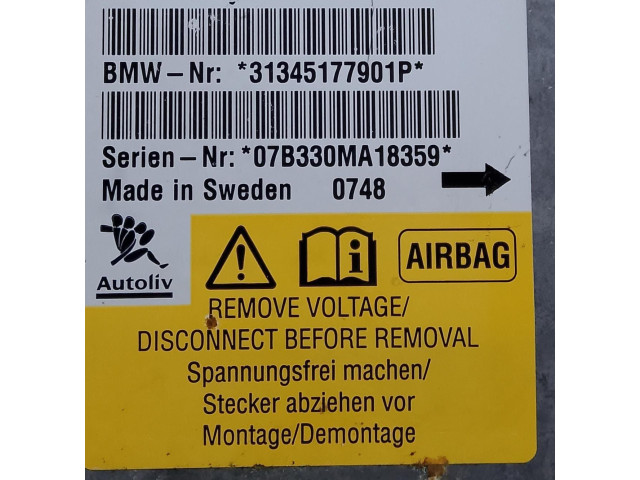 BMW-Nr: *31345177901P*
Serien-Nr: *07B330MA18359*
Made in Sweden 0748
Autoliv
AIRBAG
REMOVE VOLTAGE/
DISCONNECT BEFORE REMOVAL
Spannungsfrei machen/
Stecker abziehen vor
Montage/Demontage